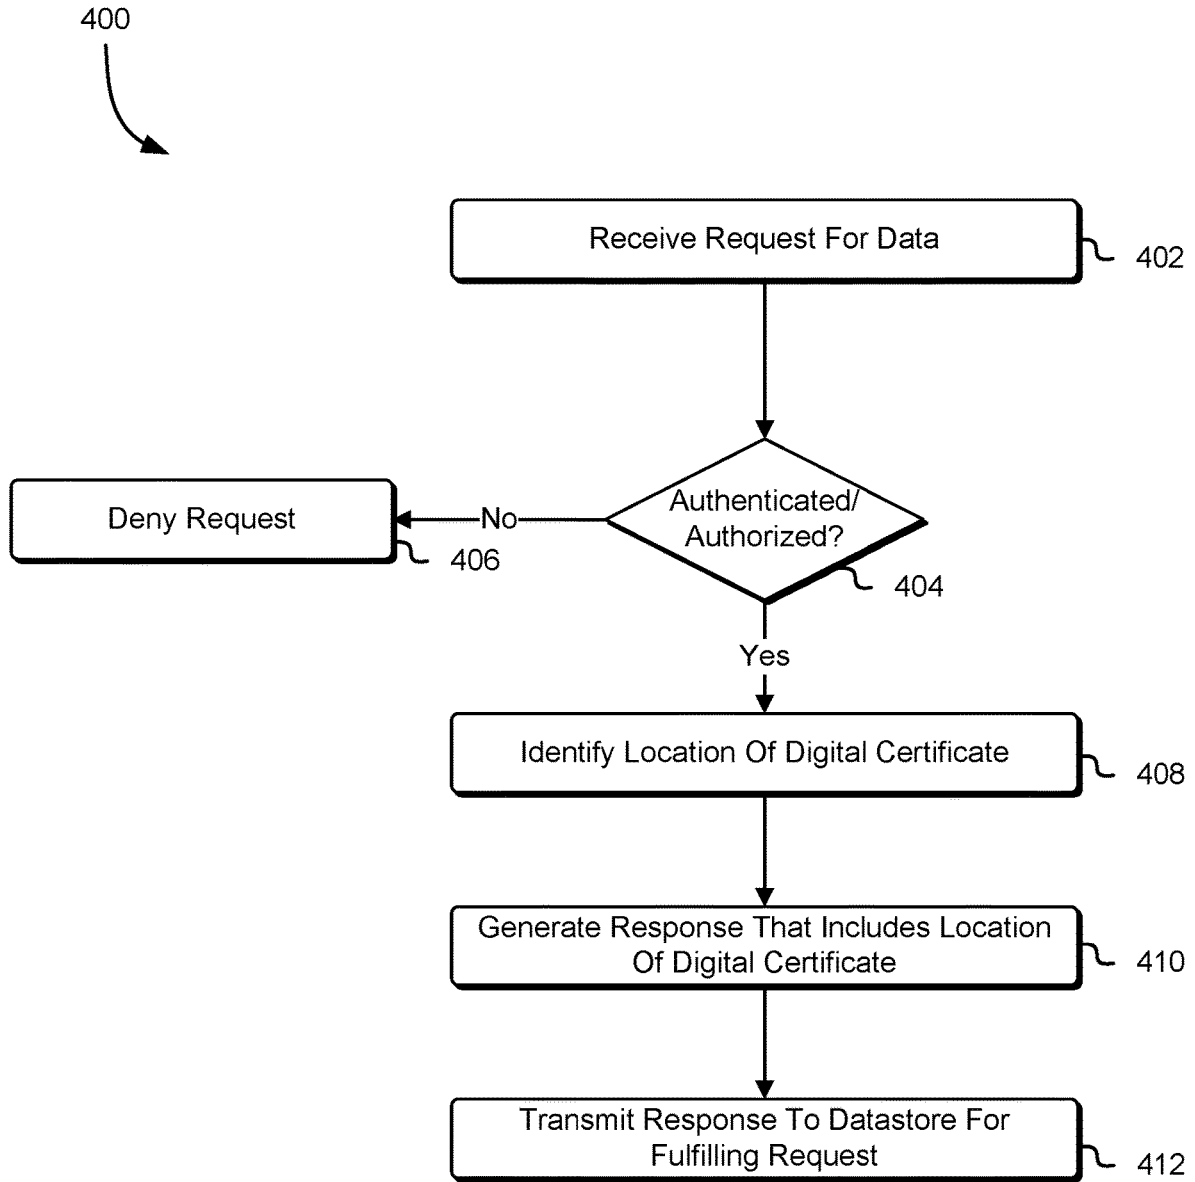 400
Receive Request For Data
402
Authenticated/
Authorized?
404
No
Deny Request
406
Yes
Identify Location Of Digital Certificate
408
Generate Response That Includes Location
Of Digital Certificate
410
Transmit Response To Datastore For
Fulfilling Request
412